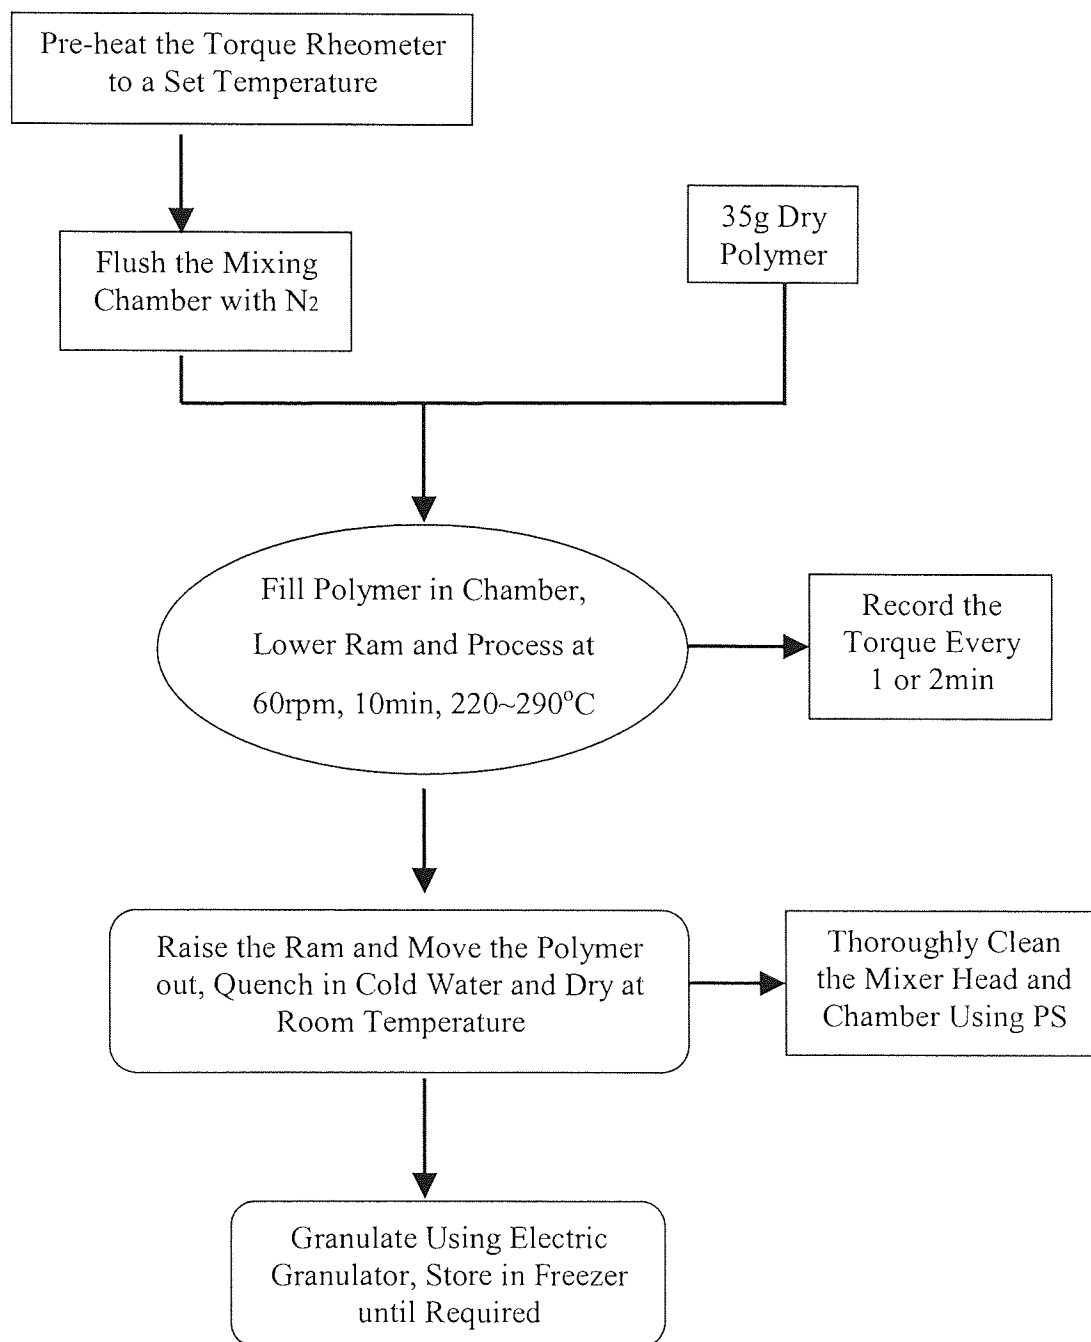 Pre-heat the Torque Rheometer
to a Set Temperature
35g Dry
Polymer
Flush the Mixing
Chamber with N2
Fill Polymer in Chamber,
Lower Ram and Process at
60rpm, 10min, 220~290°C
Record the
Torque Every
1 or 2min
Raise the Ram and Move the Polymer
out, Quench in Cold Water and Dry at
Room Temperature
Thoroughly Clean
the Mixer Head and
Chamber Using PS
Granulate Using Electric
Granulator, Store in Freezer
until Required